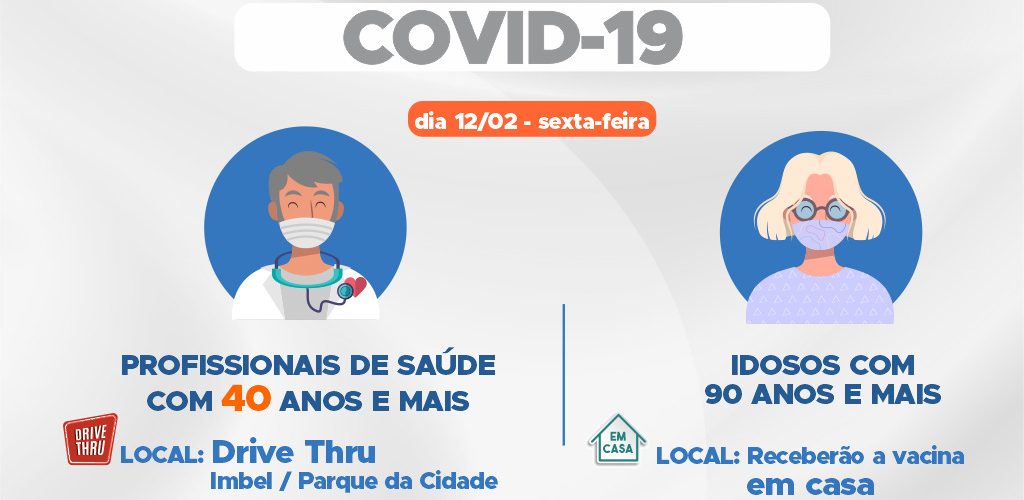 COVID-19
dia 12/02 - sexta-feira
PROFISSIONAIS DE SAÚDE
COM 40 ANOS E MAIS
DRIVE
THRU
LOCAL: Drive Thru
Imbel / Parque da Cidade
IDOSOS COM
90 ANOS E MAIS
EM
CASA
LOCAL: Receberão a vacina
em casa